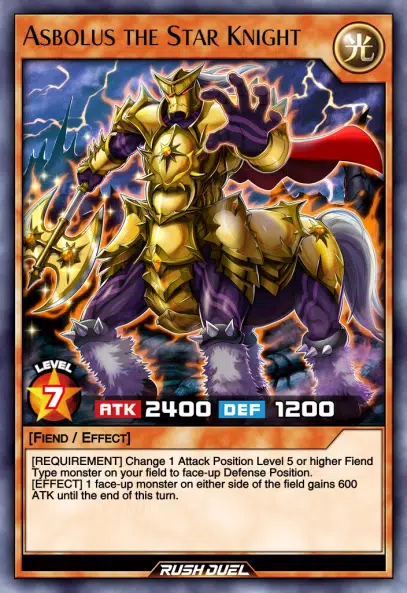 Asbolus the Star Knight
光
LEVEL
7
ATK 2400 DEF 1200
[Fiend / Effect]
[REQUIREMENT] Change 1 Attack Position Level 5 or higher Fiend
Type monster on your field to face-up Defense Position.
[EFFECT] 1 face-up monster on either side of the field gains 600
ATK until the end of this turn.
RUSH DUEL